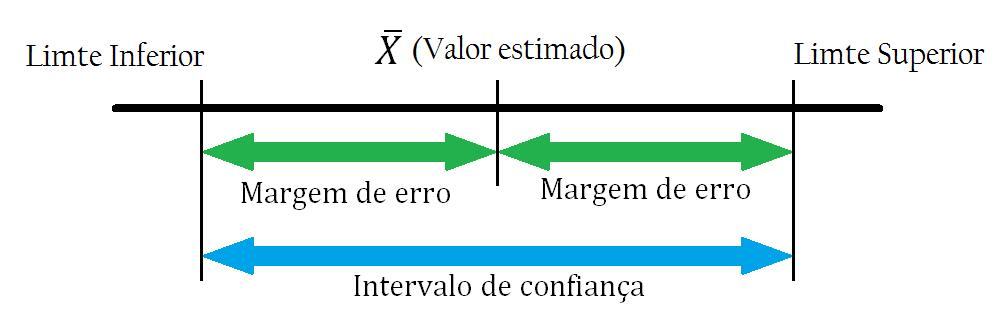 Limte Inferior
X̅ (Valor estimado)
Limte Superior
Margem de erro
Margem de erro
Intervalo de confiança